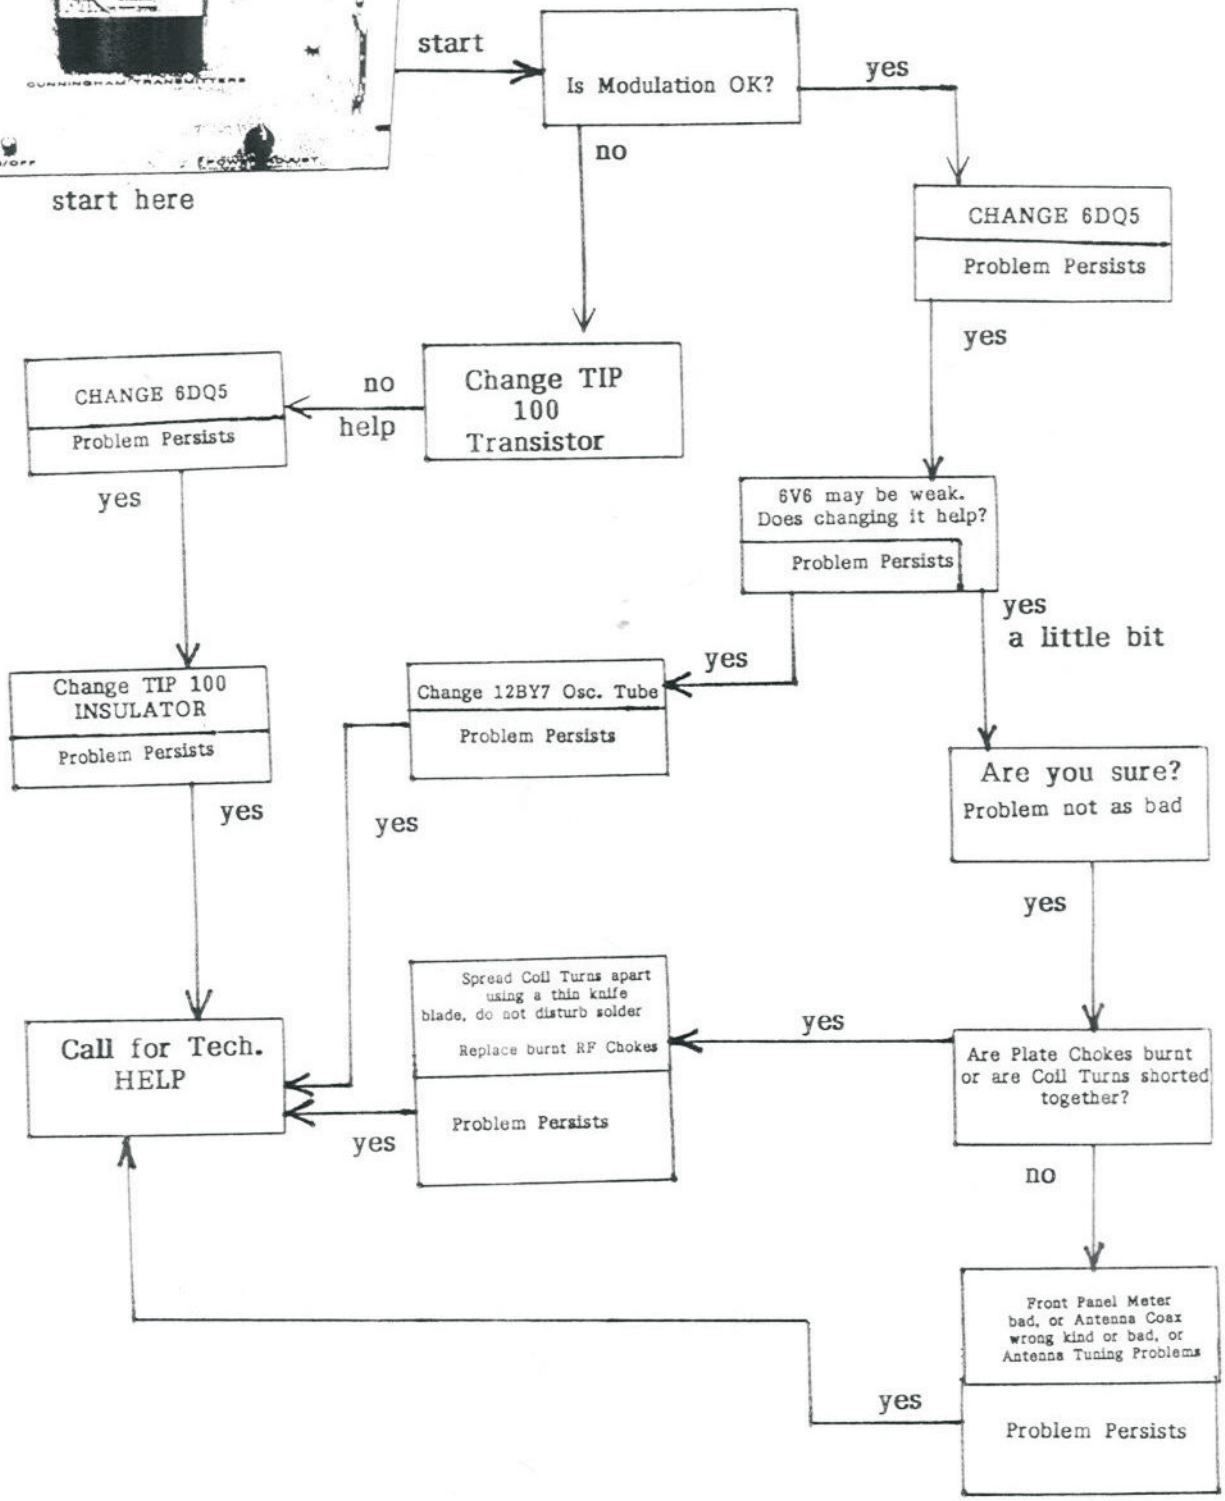 CUNNINGHAM TRANSMITTERS
POWER ADJUST
start here
start
Is Modulation OK?
yes
no
CHANGE 6DQ5
Problem Persists
yes
Change TIP
100
Transistor
no
help
CHANGE 6DQ5
Problem Persists
yes
6V6 may be weak.
Does changing it help?
Problem Persists
yes
a little bit
yes
Change TIP 100
INSULATOR
Problem Persists
yes
Change 12BY7 Osc. Tube
Problem Persists
yes
Are you sure?
Problem not as bad
yes
Spread Coil Turns apart
using a thin knife
blade, do not disturb solder
Replace burnt RF Chokes
Problem Persists
yes
yes
Are Plate Chokes burnt
or are Coil Turns shorted
together?
no
Call for Tech.
HELP
Front Panel Meter
bad, or Antenna Coax
wrong kind or bad, or
Antenna Tuning Problems
Problem Persists
yes